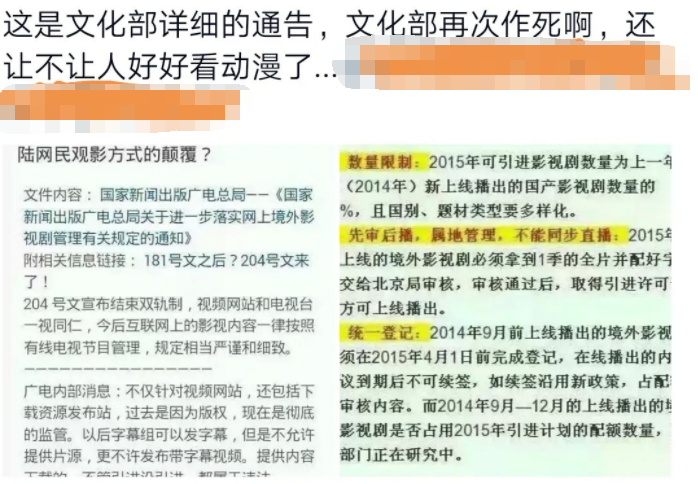 这是文化部详细的通告，文化部再次作死啊，还
让不让人好好看动漫了...
陆网民观影方式的颠覆？
文件内容：国家新闻出版广电总局——《国家
新闻出版广电总局关于进一步落实网上境外影
视剧管理有关规定的通知》
附相关信息链接：181号文之后？204号文来
了！
204 号文宣布结束双轨制，视频网站和电视台
一视同仁，今后互联网上的影视内容一律按照
有线电视节目管理，规定相当严谨和细致。
————————————————
广电内部消息：不仅针对视频网站，还包括下
载资源发布站，过去是因为版权，现在是彻底
的监管。以后字幕组可以发字幕，但是不允许
提供片源，更不许发布带字幕视频。提供内容
下载的，不管引进没引进，都属于违法
数量限制：2015年可引进影视剧数量为上一年
（2014年）新上线播出的国产影视剧数量的
%，且国别、题材类型要多样化。
先审后播，属地管理，不能同步直播：2015年
上线的境外影视剧必须拿到1季的全片并配好字
交给北京局审核，审核通过后，取得引进许可
方可上线播出。
统一登记：2014年9月前上线播出的境外影视
须在2015年4月1日前完成登记，在线播出的内
议到期后不可续签，如续签沿用新政策，占配
审核内容。而2014年9月—12月的上线播出的
影视剧是否占用2015年引进计划的配额数量，
部门正在研究中。